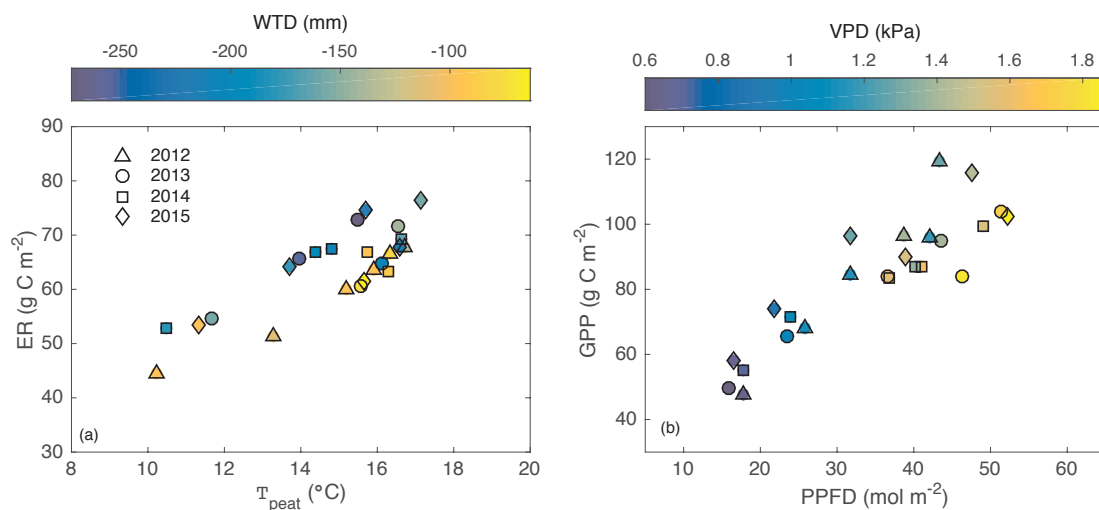 WTD (mm)
-250 -200 -150 -100
90
80
70
60
50
40
30
ER (g C m-2)
2012
2013
2014
2015
(a)
8 10 12 14 16 18 20
Tpeat (°C)
VPD (kPa)
0.6 0.8 1 1.2 1.4 1.6 1.8
120
100
80
60
40
GPP (g C m-2)
(b)
10 20 30 40 50 60
PPFD (mol m-2)